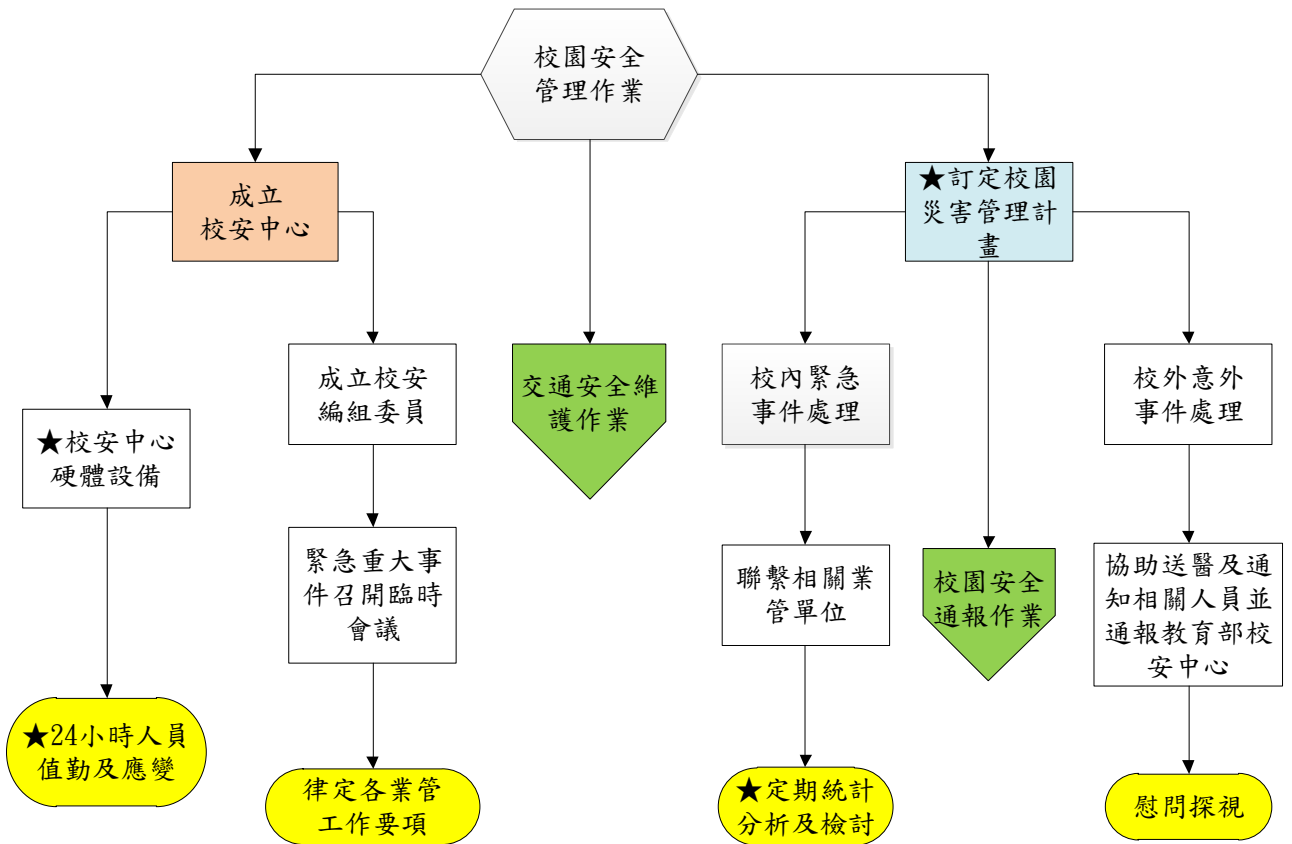 校園安全
管理作業
成立
校安中心
★訂定校園
災害管理計
畫
成立校安
編組委員
交通安全維
護作業
校內緊急
事件處理
校外意外
事件處理
★校安中心
硬體設備
緊急重大事
件召開臨時
會議
聯繫相關業
管單位
校園安全
通報作業
協助送醫及通
知相關人員並
通報教育部校
安中心
★24小時人員
值勤及應變
律定各業管
工作要項
★定期統計
分析及檢討
慰問探視